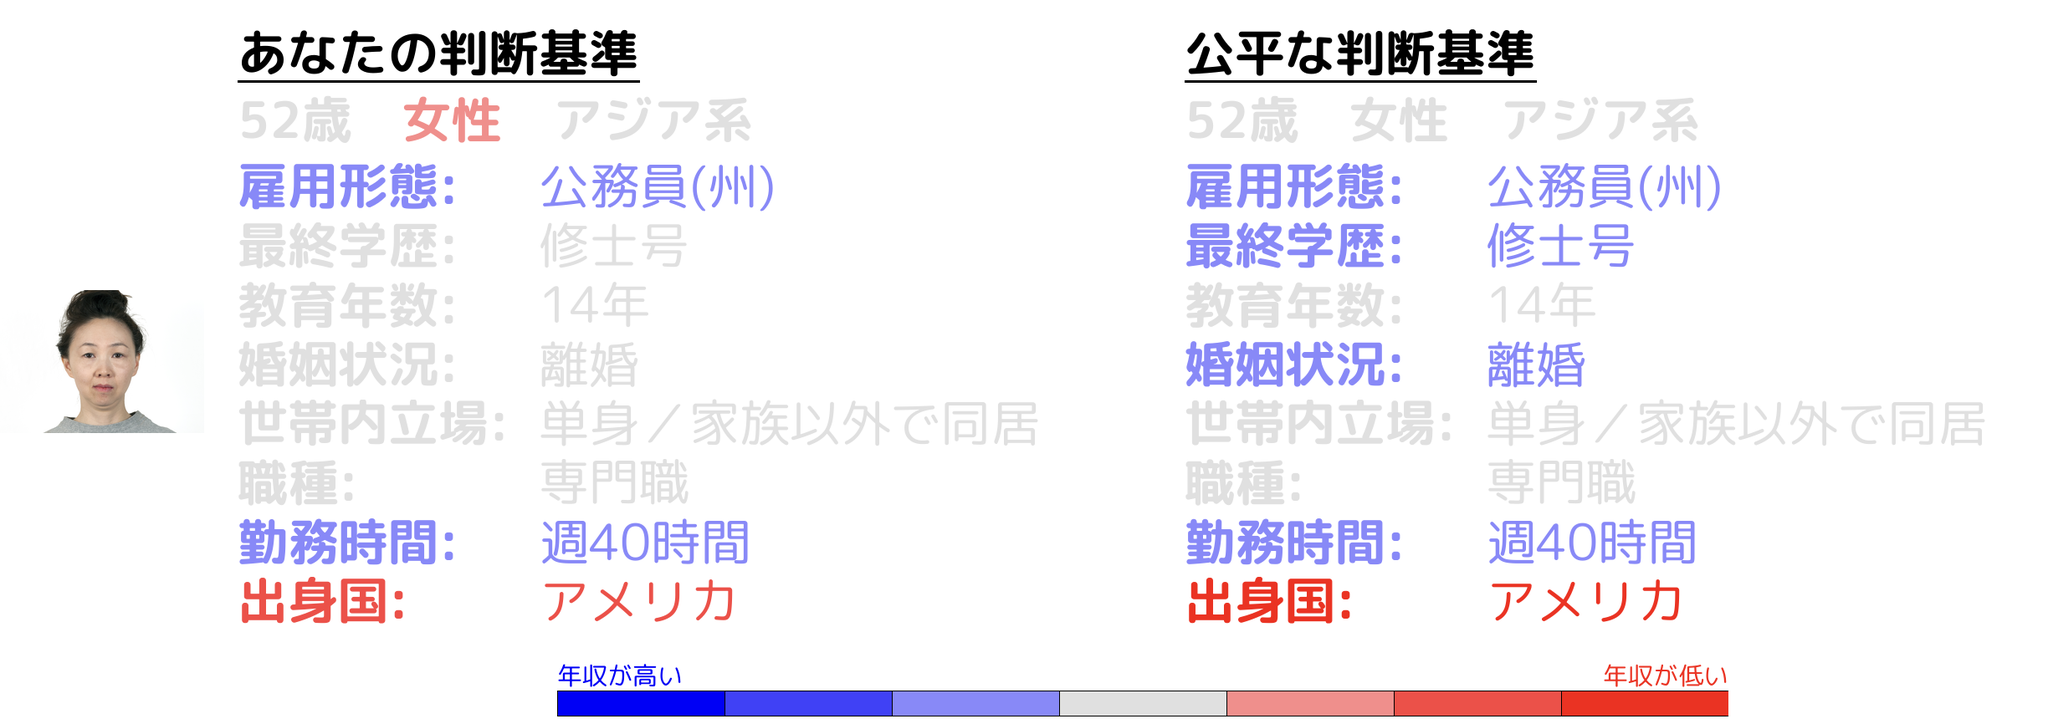 あなたの判断基準
52歳 女性 アジア系
雇用形態: 公務員(州)
最終学歴: 修士号
教育年数: 14年
婚姻状況: 離婚
世帯内立場: 単身／家族以外で同居
職種: 専門職
勤務時間: 週40時間
出身国: アメリカ
公平な判断基準
52歳 女性 アジア系
雇用形態: 公務員(州)
最終学歴: 修士号
教育年数: 14年
婚姻状況: 離婚
世帯内立場: 単身／家族以外で同居
職種: 専門職
勤務時間: 週40時間
出身国: アメリカ
年収が高い
年収が低い